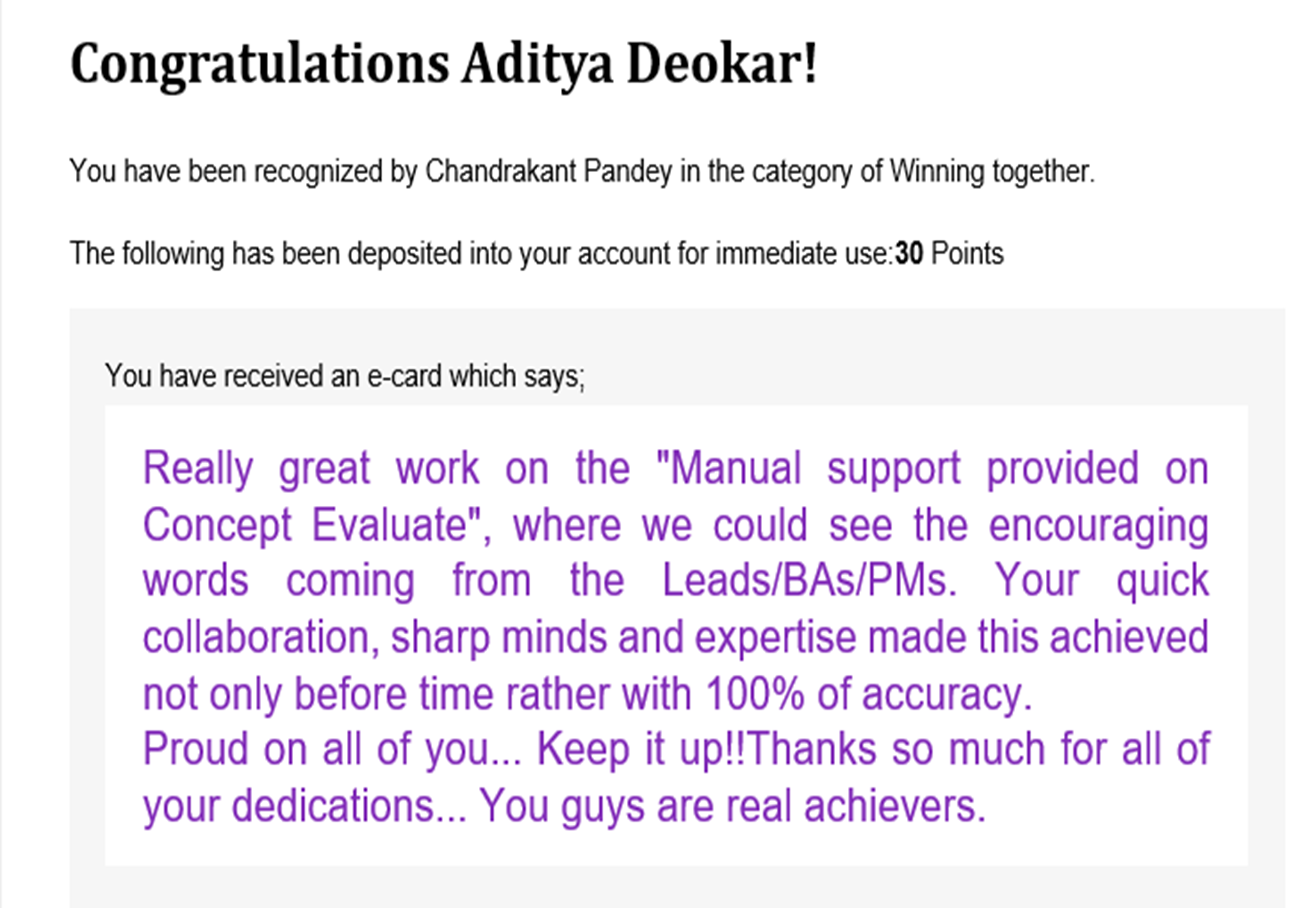 Congratulations Aditya Deokar!
You have been recognized by Chandrakant Pandey in the category of Winning together.
The following has been deposited into your account for immediate use:30 Points
You have received an e-card which says;
Really great work on the "Manual support provided on
Concept Evaluate", where we could see the encouraging
words coming from the Leads/BAs/PMs. Your quick
collaboration, sharp minds and expertise made this achieved
not only before time rather with 100% of accuracy.
Proud on all of you... Keep it up!!Thanks so much for all of
your dedications... You guys are real achievers.